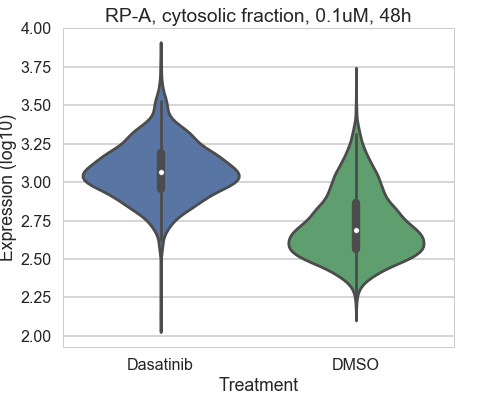 RP-A, cytosolic fraction, 0.1uM, 48h
Expression (log10)
4.00
3.75
3.50
3.25
3.00
2.75
2.50
2.25
2.00
Dasatinib DMSO
Treatment